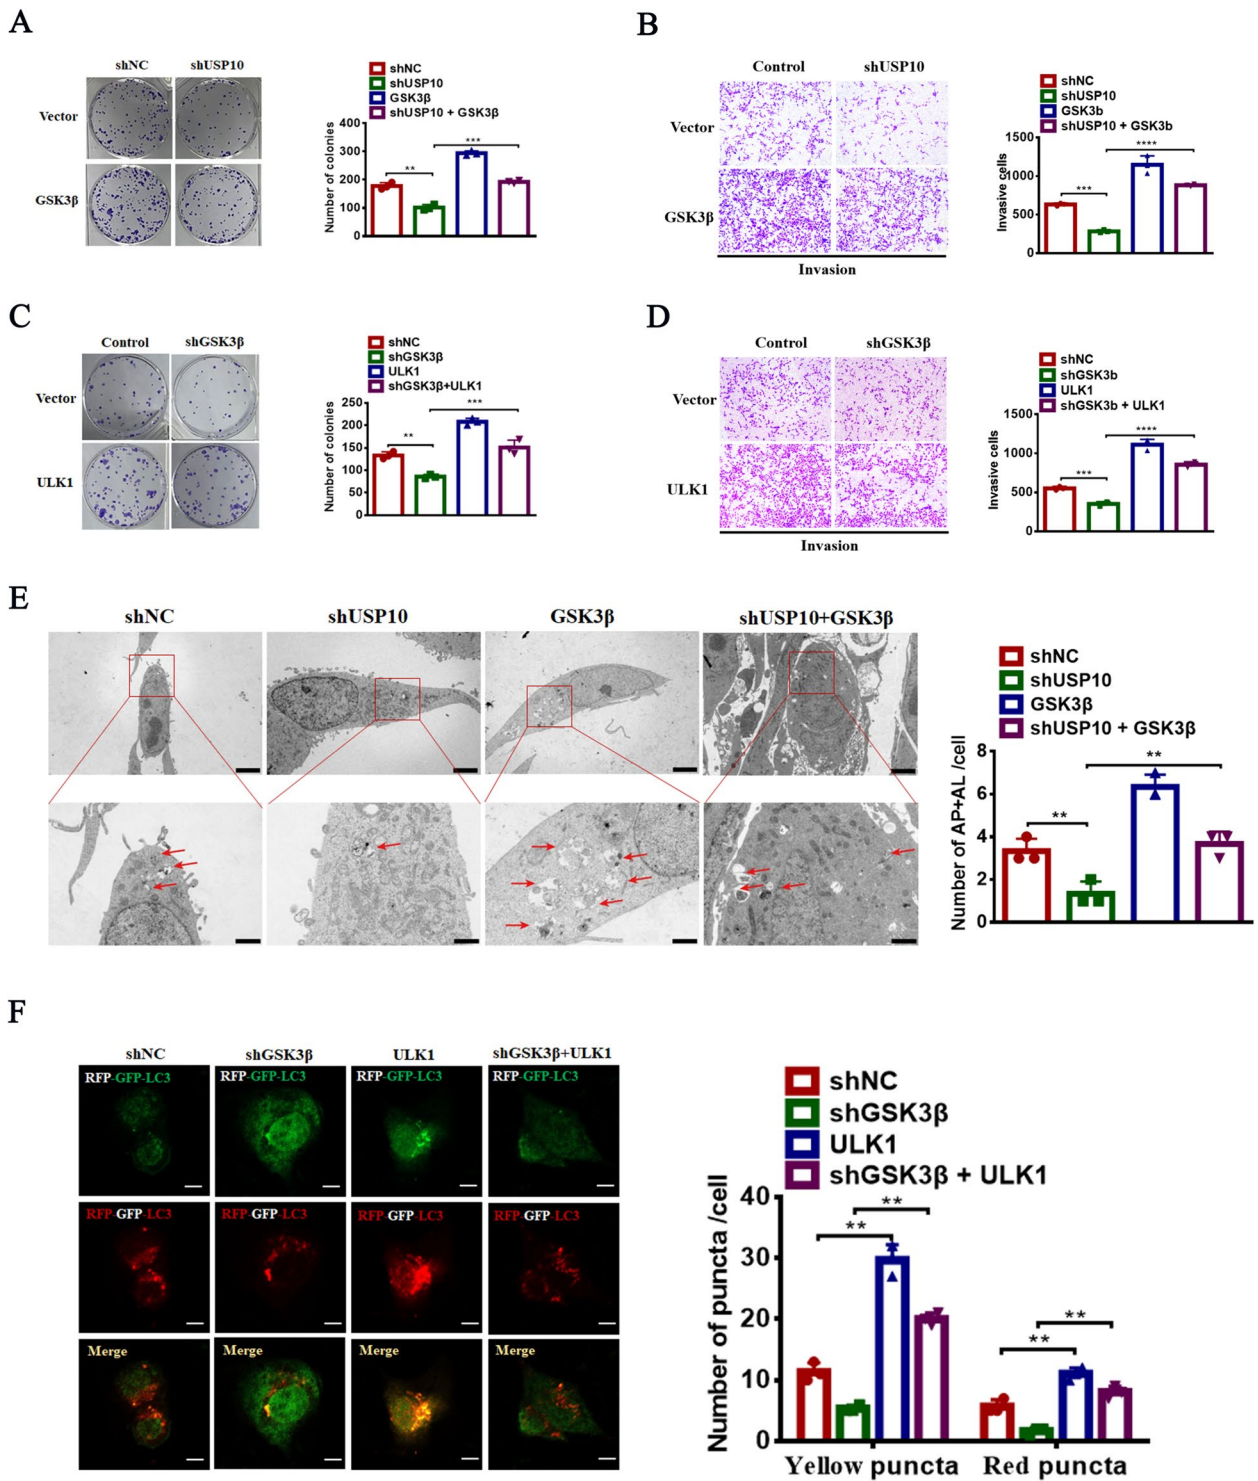 A
shNC
shUSP10
Vector
GSK3β
shNC
shUSP10
GSK3β
shUSP10 + GSK3β
Number of colonies
400
300
200
100
0
**
***
B
Control
shUSP10
Vector
GSK3β
Invasion
shNC
shUSP10
GSK3b
shUSP10 + GSK3b
Invasive cells
1500
1000
500
0
***
****
C
Control
shGSK3β
Vector
ULK1
shNC
shGSK3β
ULK1
shGSK3β+ULK1
Number of colonies
250
200
150
100
50
0
**
***
D
Control
shGSK3β
Vector
ULK1
Invasion
shNC
shGSK3b
ULK1
shGSK3b + ULK1
Invasive cells
1500
1000
500
0
***
****
E
shNC
shUSP10
GSK3β
shUSP10+GSK3β
shNC
shUSP10
GSK3β
shUSP10 + GSK3β
Number of AP+AL /cell
8
6
4
2
0
**
**
F
shNC
shGSK3β
ULK1
shGSK3β+ULK1
RFP-GFP-LC3
RFP-GFP-LC3
RFP-GFP-LC3
RFP-GFP-LC3
RFP-GFP-LC3
RFP-GFP-LC3
RFP-GFP-LC3
RFP-GFP-LC3
Merge
Merge
Merge
Merge
shNC
shGSK3β
ULK1
shGSK3β + ULK1
Number of puncta /cell
40
30
20
10
0
**
**
**
**
Yellow puncta
Red puncta